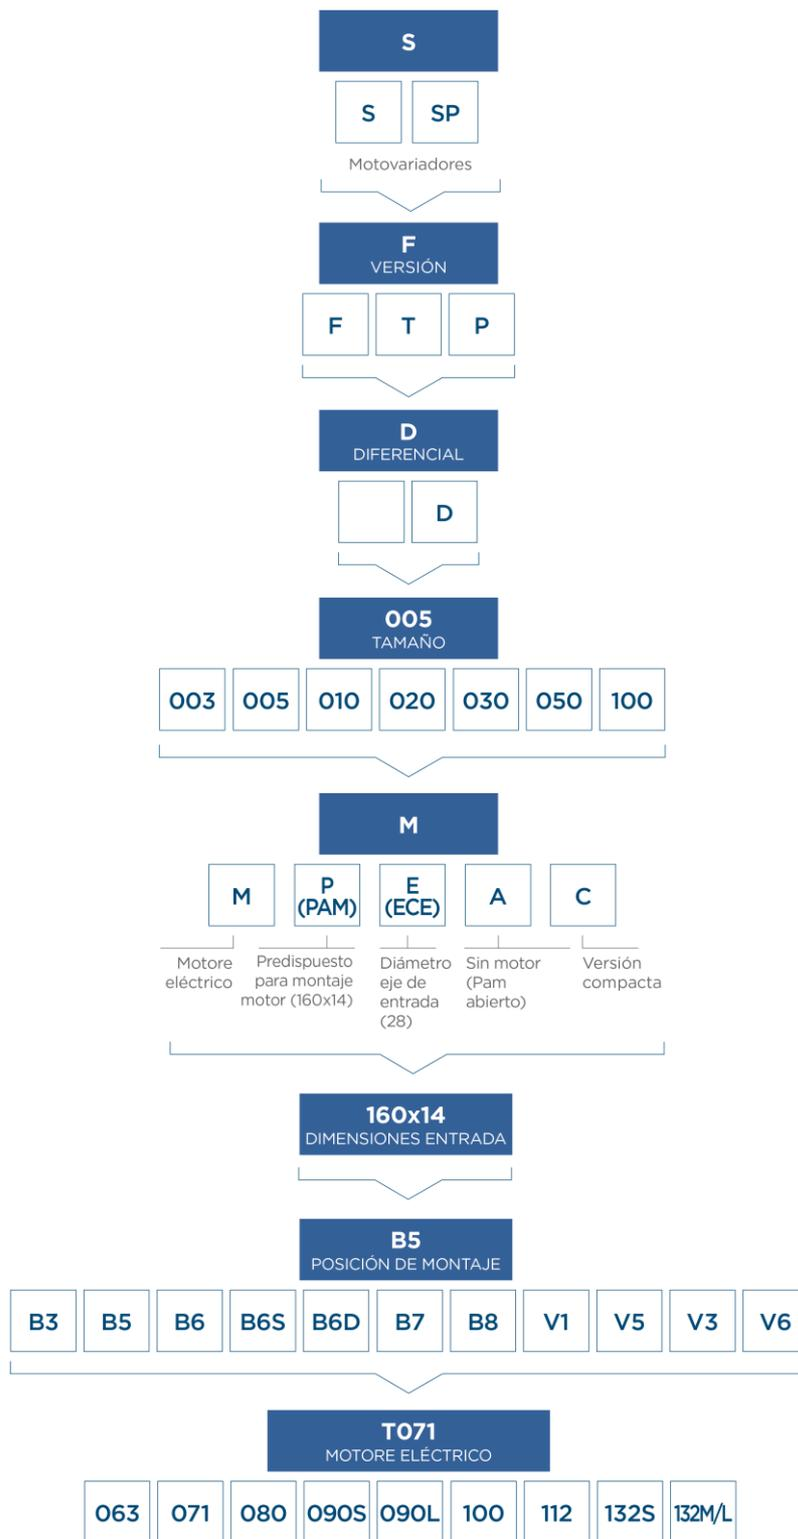 S
S SP
Motovariadores
F
VERSIÓN
F T P
D
DIFERENCIAL
D
005
TAMAÑO
003 005 010 020 030 050 100
M
M P (PAM) E (ECE) A C
Motore eléctrico
Predispuesto para montaje motor (160x14)
Diámetro eje de entrada (28)
Sin motor (Pam abierto)
Versión compacta
160x14
DIMENSIONES ENTRADA
B5
POSICIÓN DE MONTAJE
B3 B5 B6 B6S B6D B7 B8 V1 V5 V3 V6
T071
MOTORE ELÉCTRICO
063 071 080 090S 090L 100 112 132S 132M/L